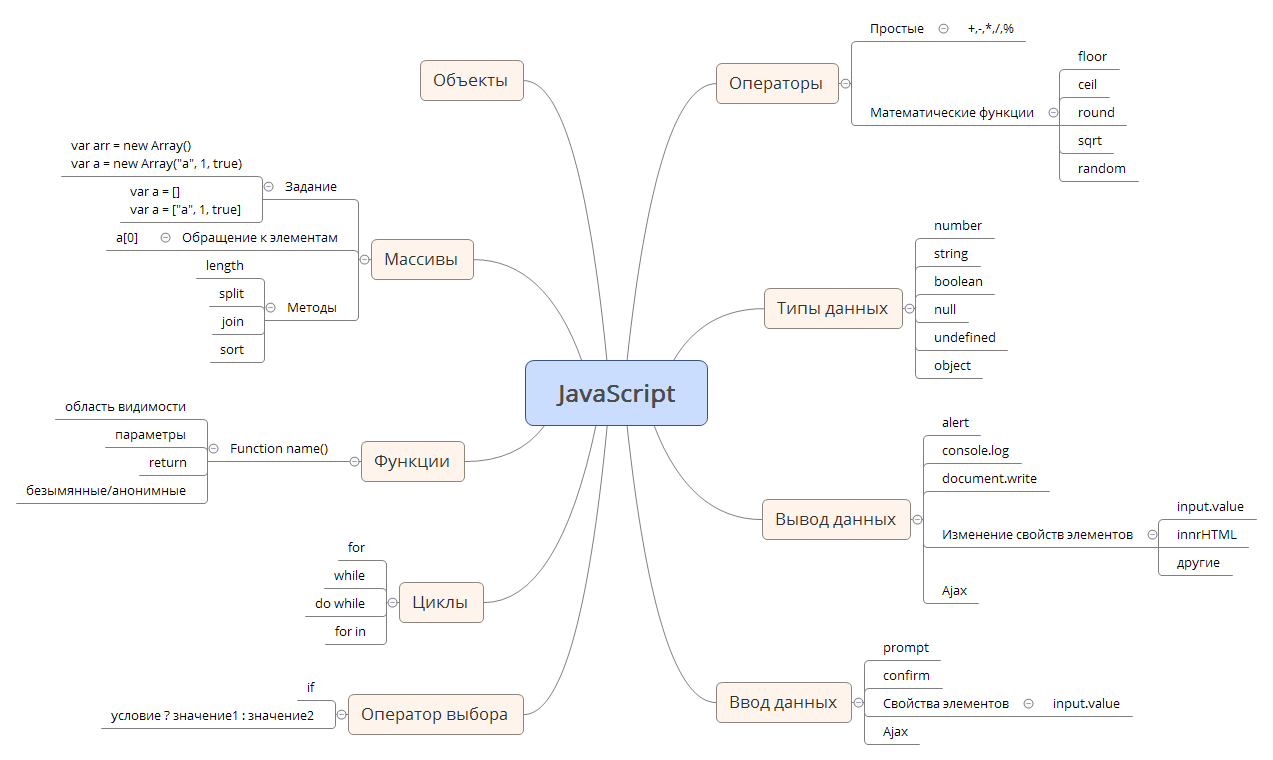 JavaScript
Операторы
Простые
+,-,*,/,%
Математические функции
floor
ceil
round
sqrt
random
Типы данных
number
string
boolean
null
undefined
object
Вывод данных
alert
console.log
document.write
Изменение свойств элементов
input.value
innrHTML
другие
Ajax
Ввод данных
prompt
confirm
Свойства элементов
input.value
Ajax
Объекты
Массивы
Задание
var arr = new Array()
var a = new Array("a", 1, true)
var a = []
var a = ["a", 1, true]
Обращение к элементам
a[0]
Методы
length
split
join
sort
Функции
Function name()
область видимости
параметры
return
безымянные/анонимные
Циклы
for
while
do while
for in
Оператор выбора
if
условие ? значение1 : значение2